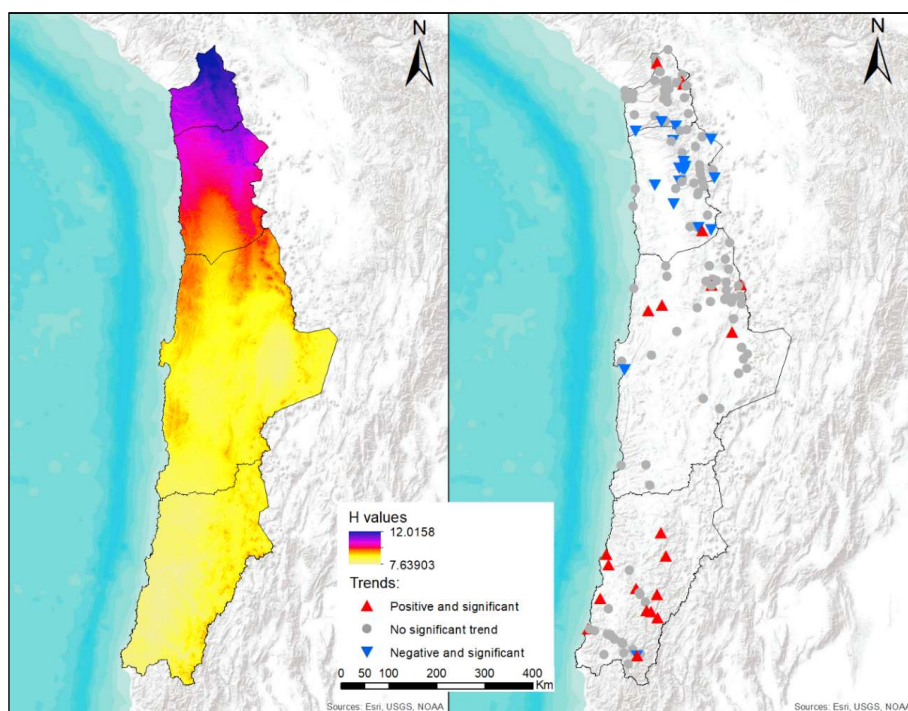 N
N
H values
12.0158
7.63903
Trends:
Positive and significant
No significant trend
Negative and significant
0 50 100 200 300 400
Km
Sources: Esri, USGS, NOAA
Sources: Esri, USGS, NOAA